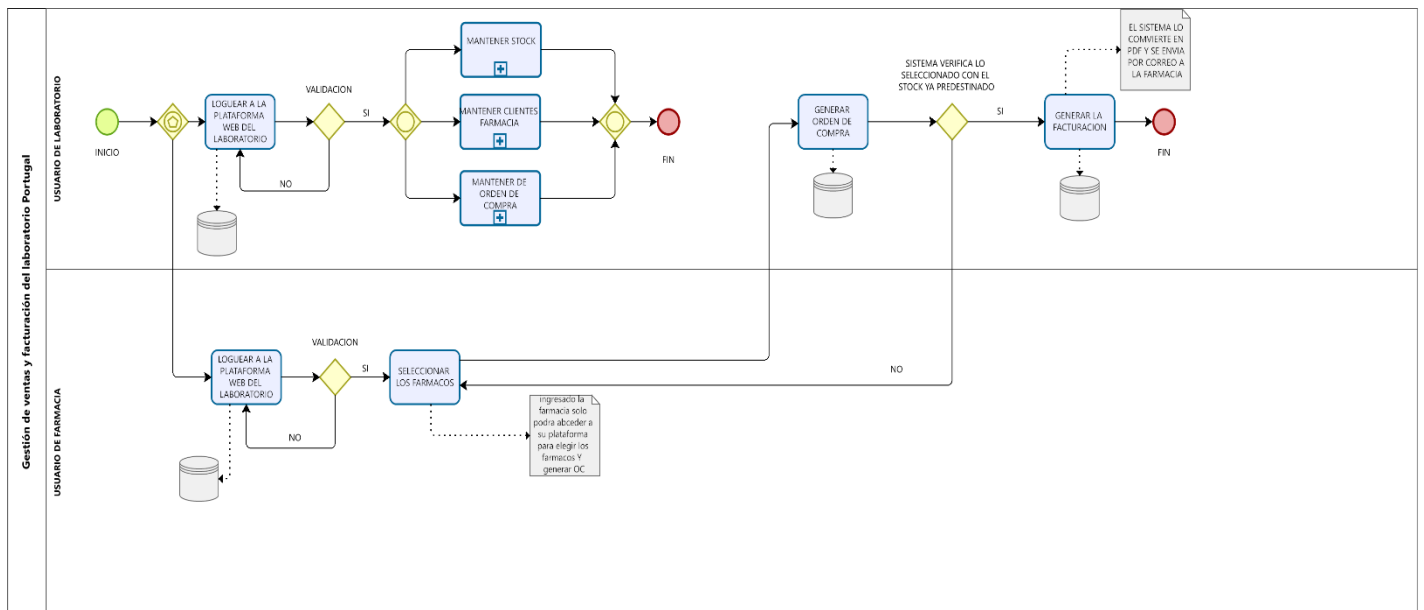 Gestión de ventas y facturación del laboratorio Portugal
USUARIO DE LABORATORIO
INICIO
LOGUEAR A LA
PLATAFORMA
WEB DEL
LABORATORIO
VALIDACION
SI
NO
MANTENER STOCK
MANTENER CLIENTES
FARMACIA
MANTENER DE
ORDEN DE
COMPRA
FIN
GENERAR
ORDEN DE
COMPRA
SISTEMA VERIFICA LO
SELECCIONADO CON EL
STOCK YA PREDESTINADO
SI
GENERAR LA
FACTURACION
EL SISTEMA LO
COMVIERTE EN
PDF Y SE ENVIA
POR CORREO A
LA FARMACIA
FIN
USUARIO DE FARMACIA
LOGUEAR A LA
PLATAFORMA
WEB DEL
LABORATORIO
VALIDACION
SI
NO
SELECCIONAR
LOS FARMACOS
NO
ingresado la
farmacia solo
podra abceder a
su plataforma
para elegir los
farmacos Y
generar OC